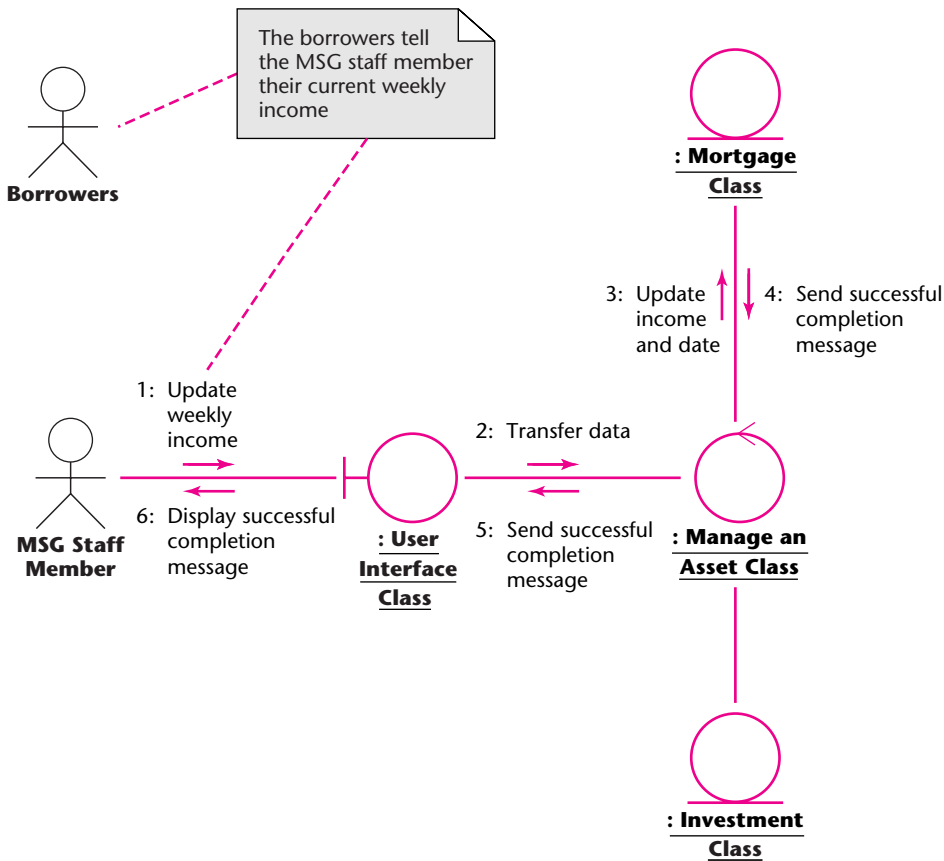 The borrowers tell
the MSG staff member
their current weekly
income
Borrowers
: Mortgage
Class
3: Update
income
and date
4: Send successful
completion
message
1: Update
weekly
income
2: Transfer data
6: Display successful
completion
message
5: Send successful
completion
message
MSG Staff
Member
: User
Interface
Class
: Manage an
Asset Class
: Investment
Class